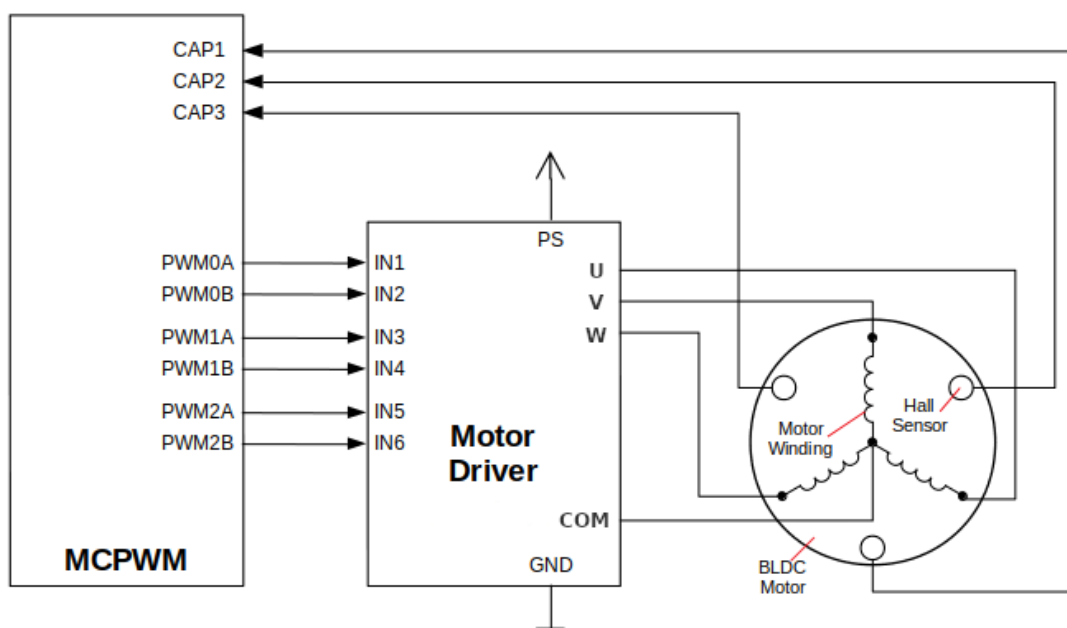 CAP1
CAP2
CAP3
PS
PWM0A
IN1
U
PWM0B
IN2
V
PWM1A
IN3
W
PWM1B
IN4
PWM2A
IN5
PWM2B
IN6
Motor
Driver
Motor
Winding
Hall
Sensor
COM
MCPWM
GND
BLDC
Motor